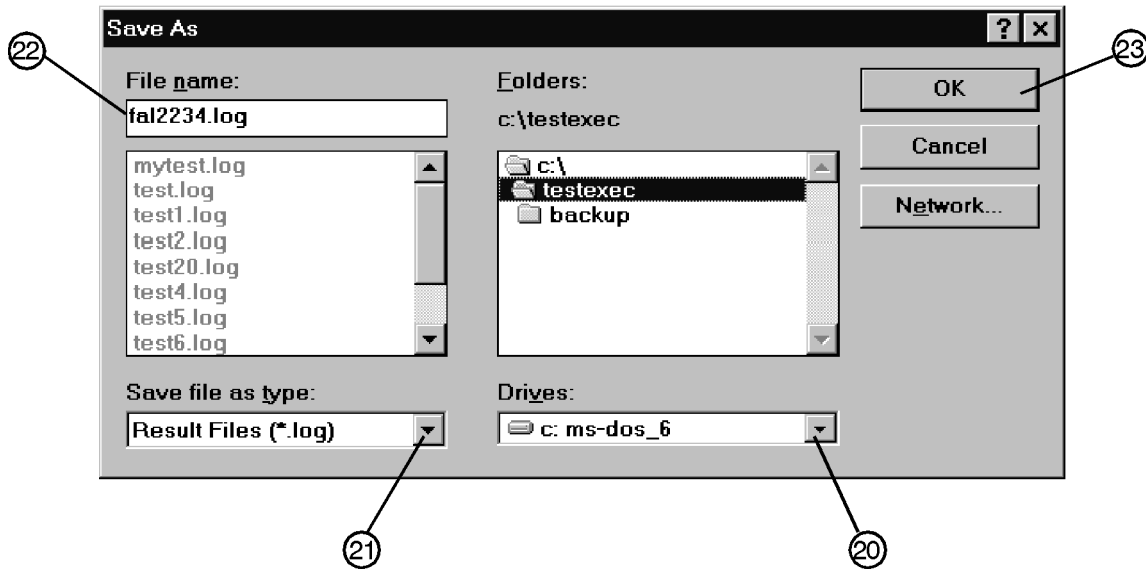 Save As
? ×
22
23
File name:
Folders:
OK
fal2234.log
c:\testexec
Cancel
mytest.log
test.log
test1.log
test2.log
test20.log
test4.log
test5.log
test6.log
c:\
testexec
backup
Network...
Save file as type:
Drives:
Result Files (*.log)
c: ms-dos_6
21
20